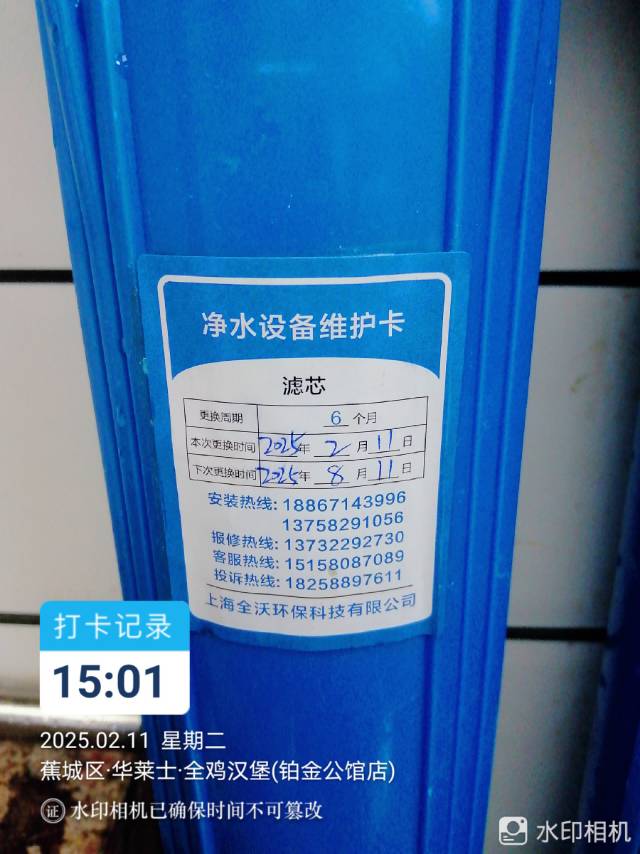 净水设备维护卡
滤芯
更换周期 6 个月
本次更换时间 2025年 2 月 11 日
下次更换时间 2025年 8 月 11 日
安装热线: 18867143996
13758291056
报修热线: 13732292730
客服热线: 15158087089
投诉热线: 18258897611
上海全沃环保科技有限公司
打卡记录
15:01
2025.02.11 星期二
蕉城区·华莱士·全鸡汉堡(铂金公馆店)
证 水印相机已确保时间不可篡改
水印相机